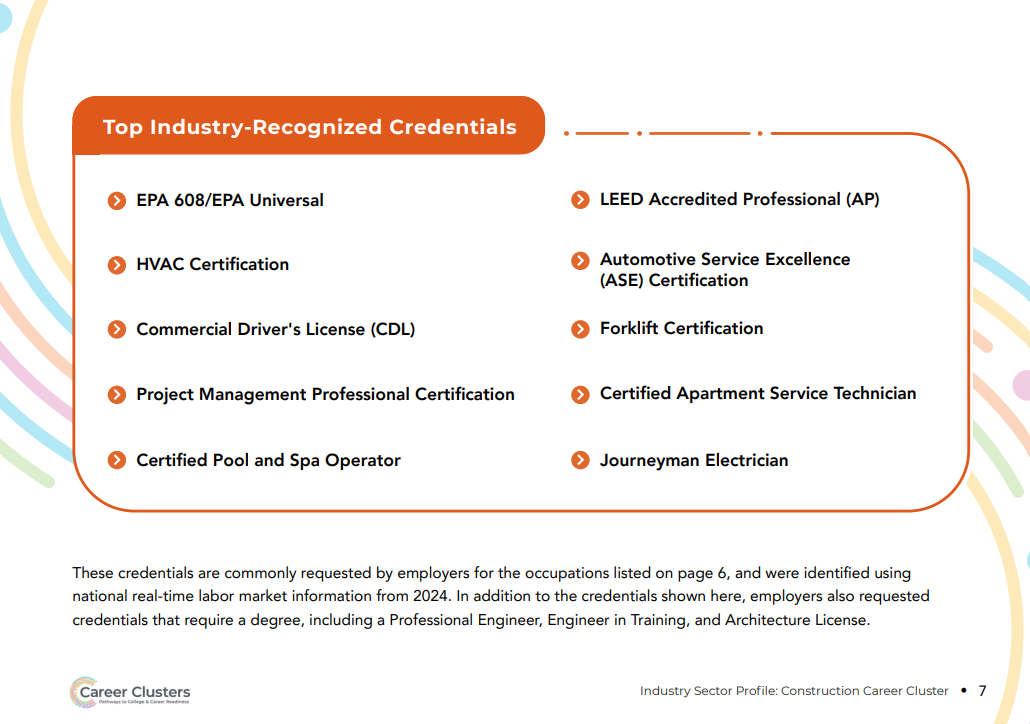 Top Industry-Recognized Credentials
EPA 608/EPA Universal
HVAC Certification
Commercial Driver's License (CDL)
Project Management Professional Certification
Certified Pool and Spa Operator
LEED Accredited Professional (AP)
Automotive Service Excellence
(ASE) Certification
Forklift Certification
Certified Apartment Service Technician
Journeyman Electrician
These credentials are commonly requested by employers for the occupations listed on page 6, and were identified using
national real-time labor market information from 2024. In addition to the credentials shown here, employers also requested
credentials that require a degree, including a Professional Engineer, Engineer in Training, and Architecture License.
Career Clusters
Pathways to College & Career Readiness
Industry Sector Profile: Construction Career Cluster • 7